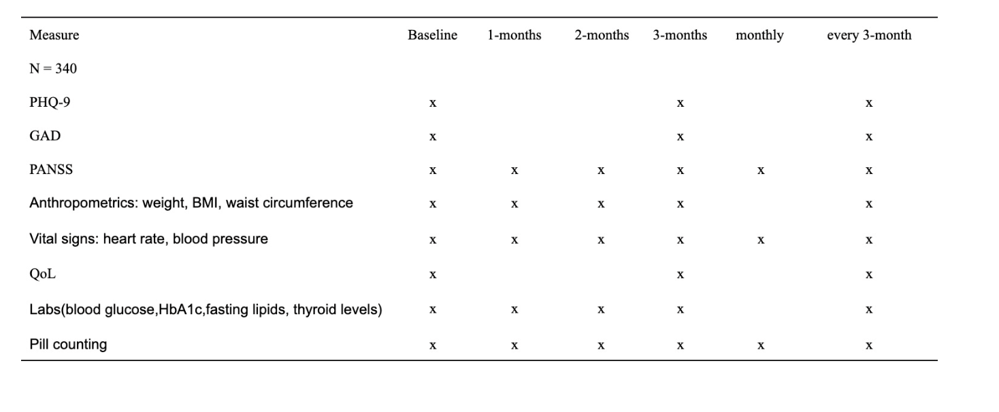 Measure Baseline 1-months 2-months 3-months monthly every 3-month
N = 340
PHQ-9 x x x
GAD x x x
PANSS x x x x x x
Anthropometrics: weight, BMI, waist circumference x x x x x
Vital signs: heart rate, blood pressure x x x x x x
QoL x x x
Labs(blood glucose,HbA1c,fasting lipids, thyroid levels) x x x x x
Pill counting x x x x x x